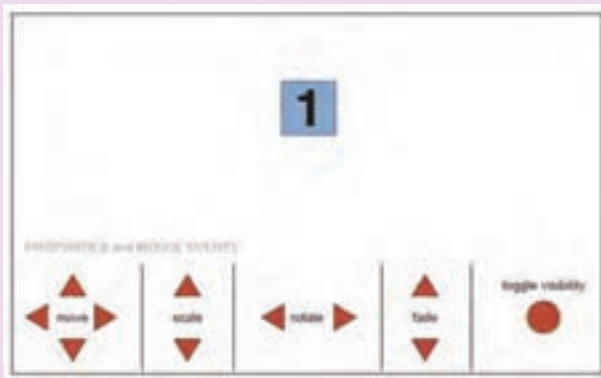 1
PROPERTIES and MOUSE EVENTS
toggle visibility
move
scale
rotate
fade